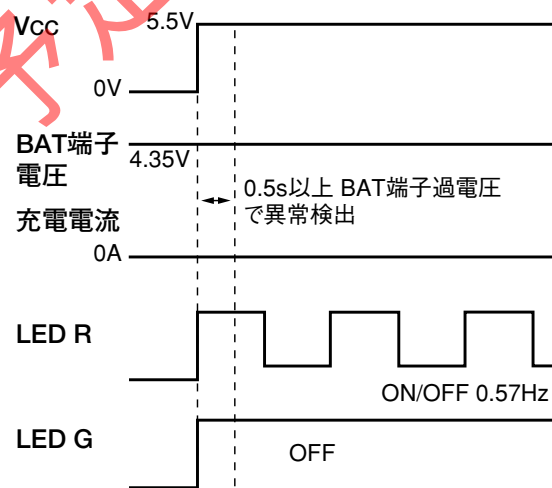 予定
Vcc
5.5V
0V
BAT端子
電圧
4.35V
0.5s以上 BAT端子過電圧
で異常検出
充電電流
0A
LED R
ON/OFF 0.57Hz
LED G
OFF